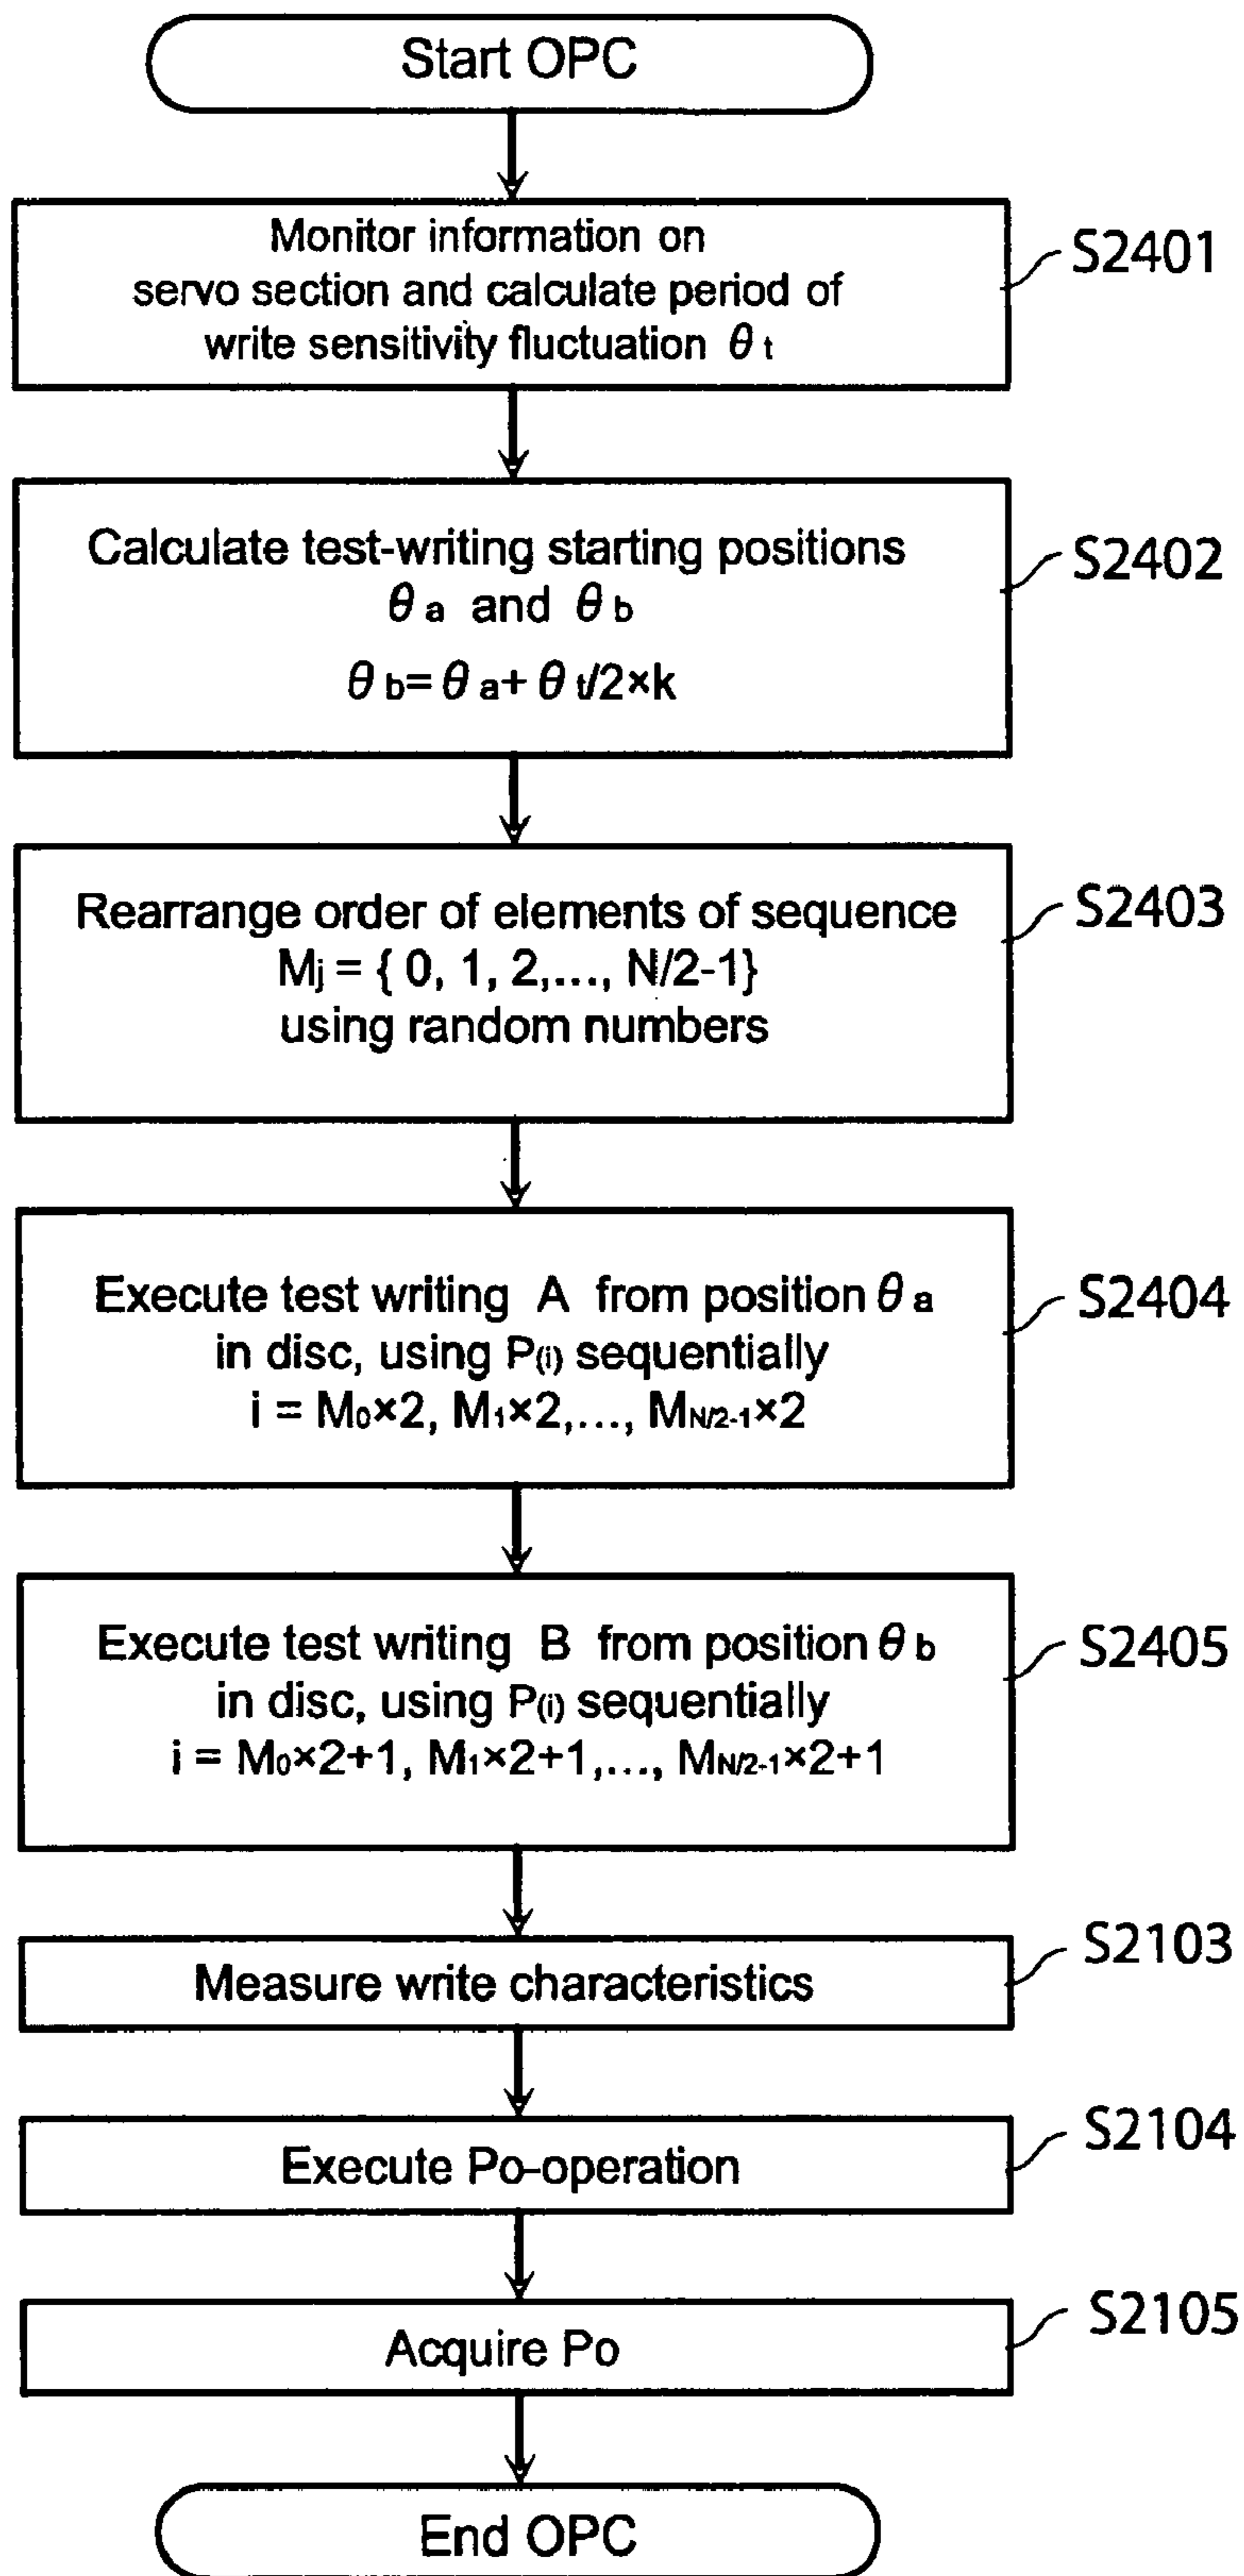 Start OPC
Monitor information on
servo section and calculate period of
write sensitivity fluctuation θt
S2401
Calculate test-writing starting positions
θa and θb
θb=θa+θt/2×k
S2402
Rearrange order of elements of sequence
Mj = { 0, 1, 2,..., N/2-1}
using random numbers
S2403
Execute test writing A from position θa
in disc, using P(i) sequentially
i = M0×2, M1×2,..., MN/2-1×2
S2404
Execute test writing B from position θb
in disc, using P(i) sequentially
i = M0×2+1, M1×2+1,..., MN/2-1×2+1
S2405
Measure write characteristics
S2103
Execute Po-operation
S2104
Acquire Po
S2105
End OPC